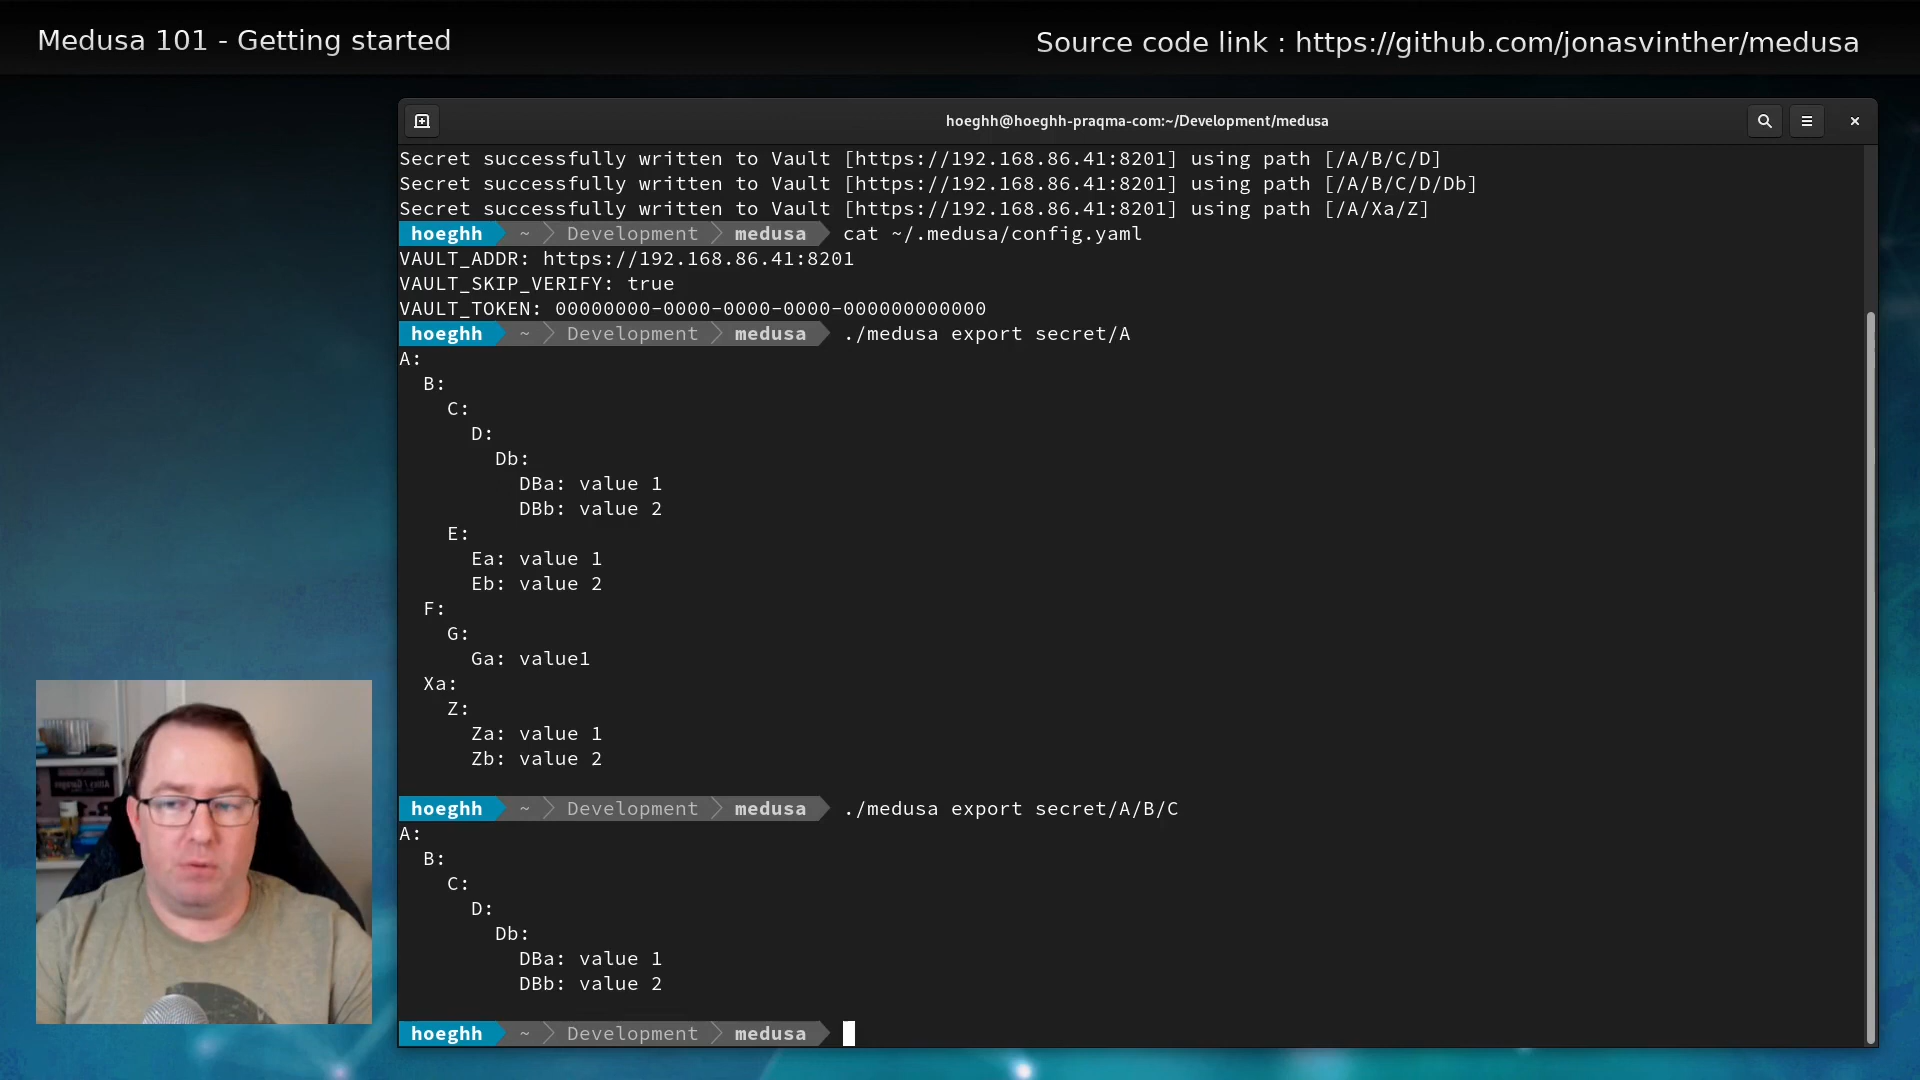 Medusa 101 - Getting started
Source code link : https://github.com/jonasvinther/medusa
hoeghh@hoeghh-praqma-com:~/Development/medusa
Secret successfully written to Vault [https://192.168.86.41:8201] using path [/A/B/C/D]
Secret successfully written to Vault [https://192.168.86.41:8201] using path [/A/B/C/D/Db]
Secret successfully written to Vault [https://192.168.86.41:8201] using path [/A/Xa/Z]
hoeghh ~ Development medusa cat ~/.medusa/config.yaml
VAULT_ADDR: https://192.168.86.41:8201
VAULT_SKIP_VERIFY: true
VAULT_TOKEN: 00000000-0000-0000-0000-000000000000
hoeghh ~ Development medusa ./medusa export secret/A
A:
  B:
    C:
      D:
        Db:
          DBa: value 1
          DBb: value 2
    E:
      Ea: value 1
      Eb: value 2
  F:
    G:
      Ga: value1
  Xa:
    Z:
      Za: value 1
      Zb: value 2
hoeghh ~ Development medusa ./medusa export secret/A/B/C
A:
  B:
    C:
      D:
        Db:
          DBa: value 1
          DBb: value 2
hoeghh ~ Development medusa